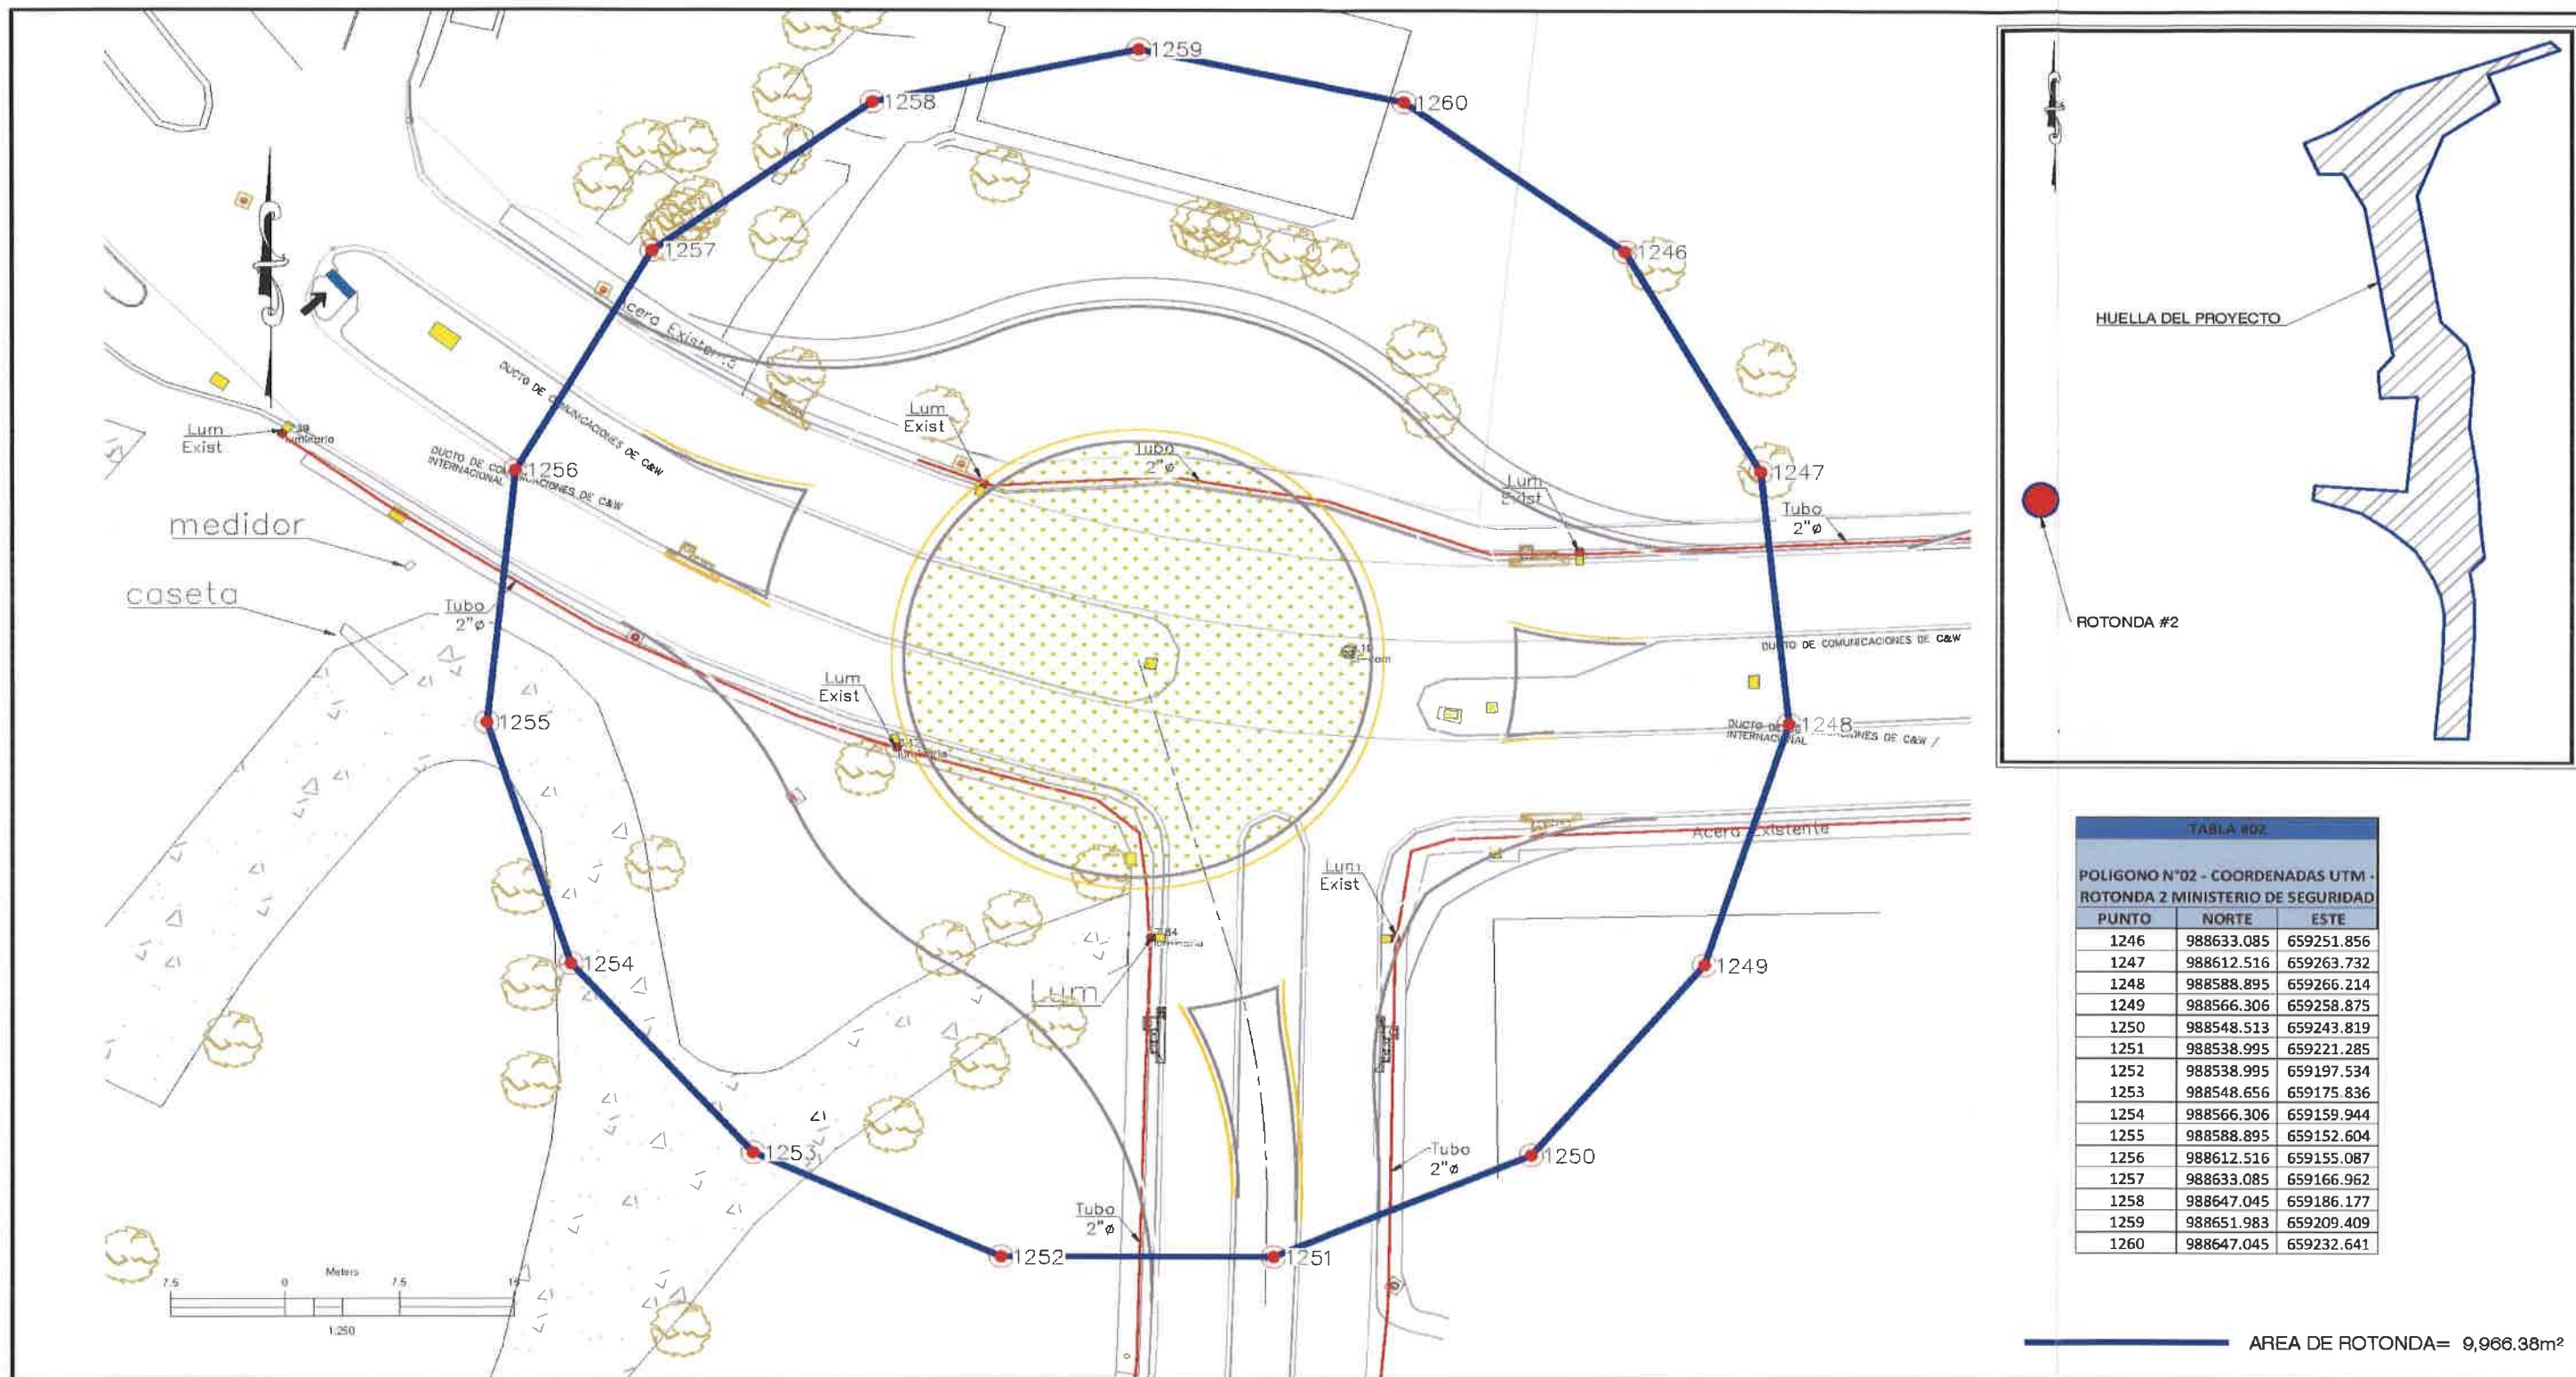 1259
1258
1260
1257
1246
Acera Existente
DUCTO DE COMUNICACIONES DE C&W
Lum
Exist
Lum
Exist
luminaria
DUCTO DE COMUNICACIONES DE C&W
INTERNACIONAL
1256
Tubo
2"ø
1247
Lum
Exist
Tubo
2"ø
medidor
caseta
Tubo
2"ø
DUCTO DE COMUNICACIONES DE C&W
Lum
Exist
luminaria
1255
1248
DUCTO DE COMUNICACIONES DE C&W /
INTERNACIONAL
Acera Existente
Lum
Exist
luminaria
1254
1249
Lum
1253
1250
Tubo
2"ø
Tubo
2"ø
1252
1251
Meters
7.5 0 7.5 15
1:250
HUELLA DEL PROYECTO
ROTONDA #2
TABLA #02
POLIGONO N°02 - COORDENADAS UTM -
ROTONDA 2 MINISTERIO DE SEGURIDAD
PUNTO NORTE ESTE
1246 988633.085 659251.856
1247 988612.516 659263.732
1248 988588.895 659266.214
1249 988566.306 659258.875
1250 988548.513 659243.819
1251 988538.995 659221.285
1252 988538.995 659197.534
1253 988548.656 659175.836
1254 988566.306 659159.944
1255 988588.895 659152.604
1256 988612.516 659155.087
1257 988633.085 659166.962
1258 988647.045 659186.177
1259 988651.983 659209.409
1260 988647.045 659232.641
AREA DE ROTONDA= 9,966.38m²